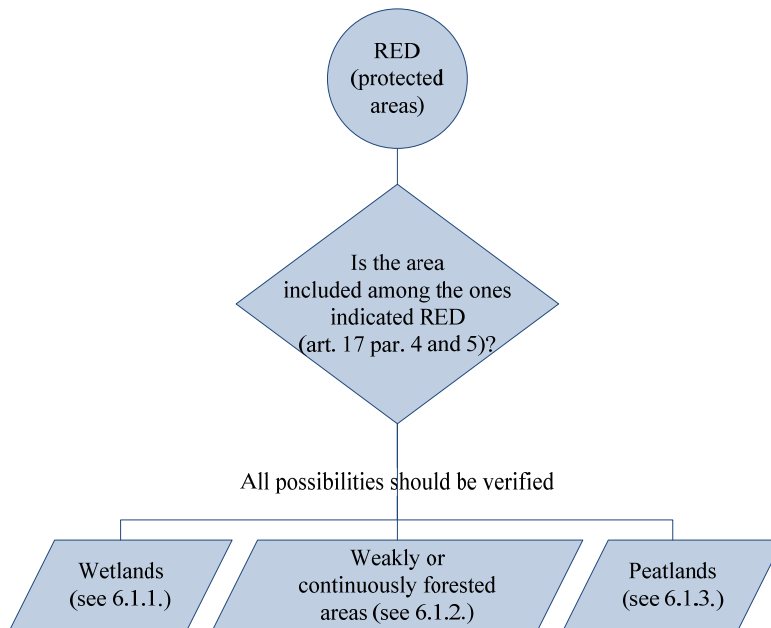 RED
(protected
areas)
Is the area
included among the ones
indicated RED
(art. 17 par. 4 and 5)?
All possibilities should be verified
Wetlands
(see 6.1.1.)
Weakly or
continuously forested
areas (see 6.1.2.)
Peatlands
(see 6.1.3.)